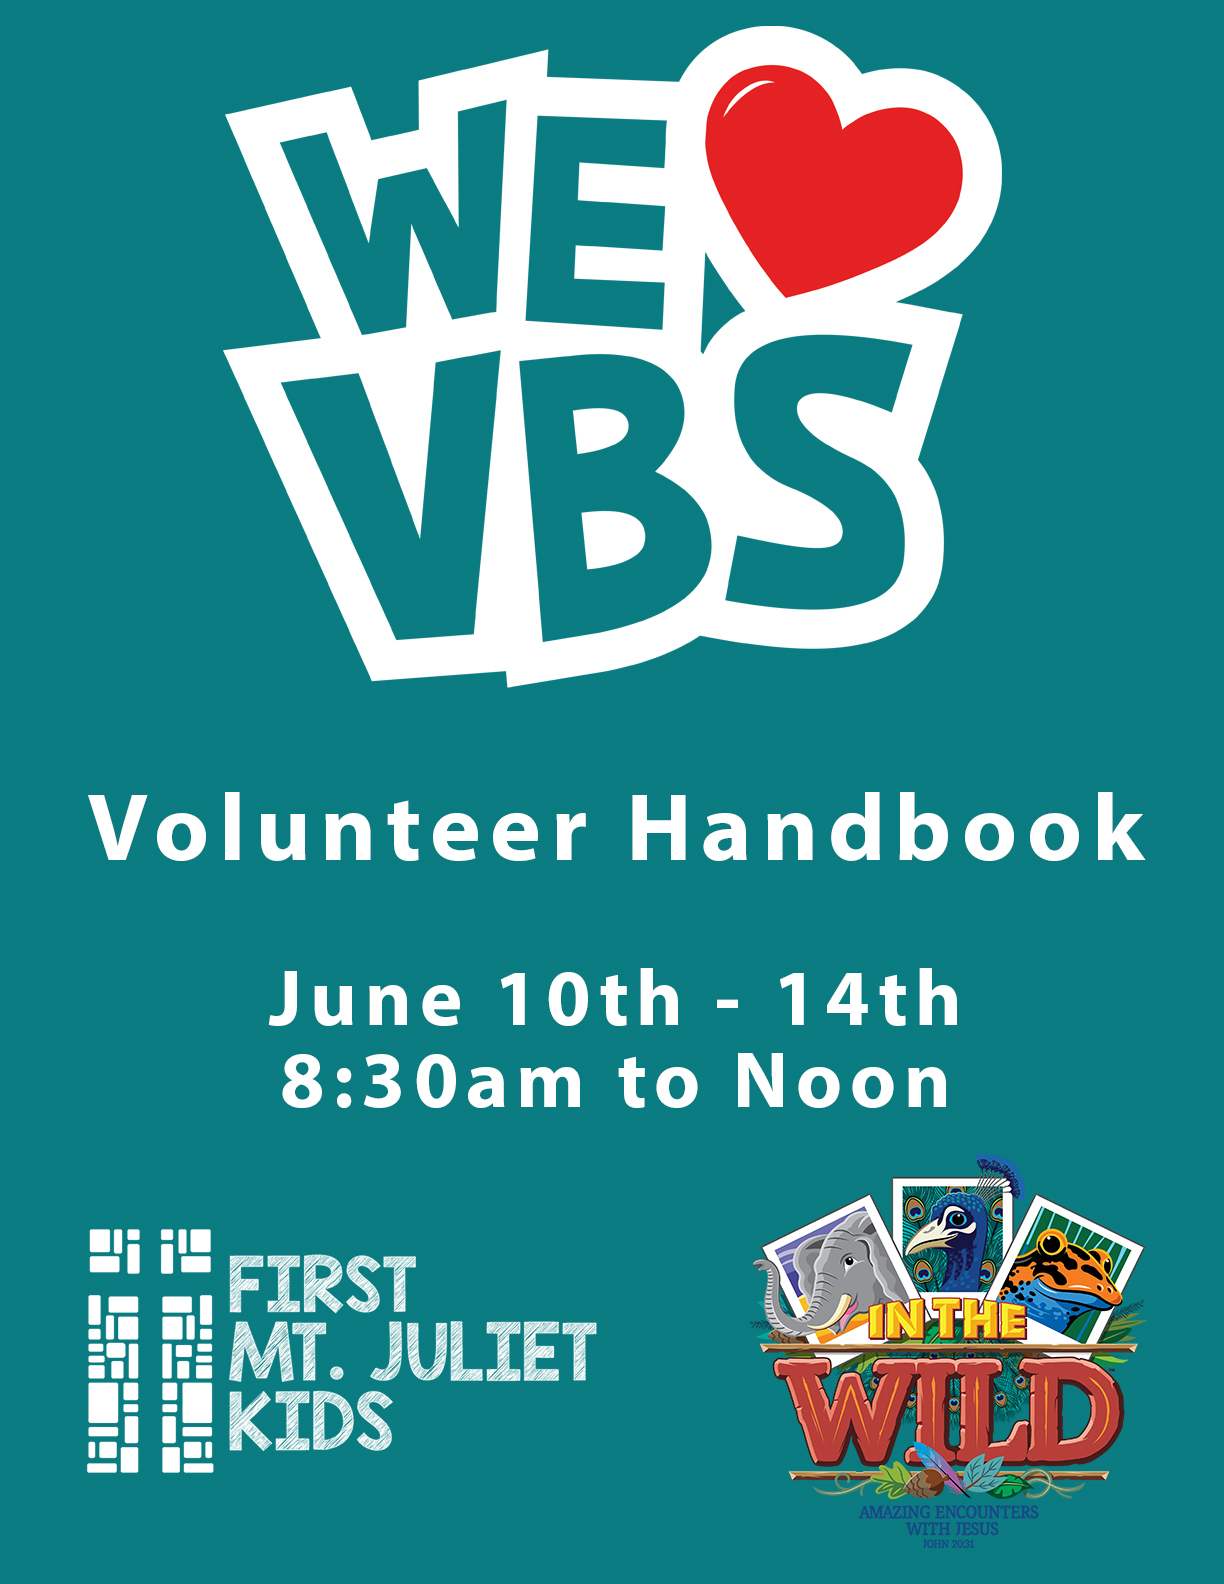 WE
VBS
Volunteer Handbook
June 10th - 14th
8:30am to Noon
FIRST
MT. JULIET
KIDS
IN THE
WILD
AMAZING ENCOUNTERS
WITH JESUS
JOHN 20:31